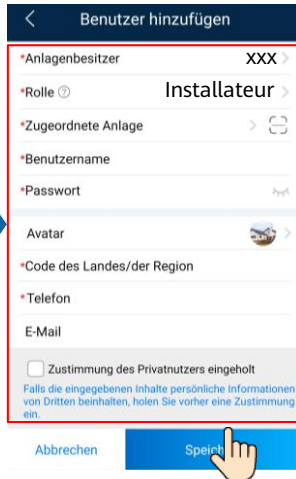 Benutzer hinzufügen
*Anlagenbesitzer XXX
*Rolle ? Installateur
*Zugeordnete Anlage
*Benutzername
*Passwort
Avatar
*Code des Landes/der Region
*Telefon
E-Mail
Zustimmung des Privatnutzers eingeholt
Falls die eingegebenen Inhalte persönliche Informationen
von Dritten beinhalten, holen Sie vorher eine Zustimmung
ein.
Abbrechen Speich